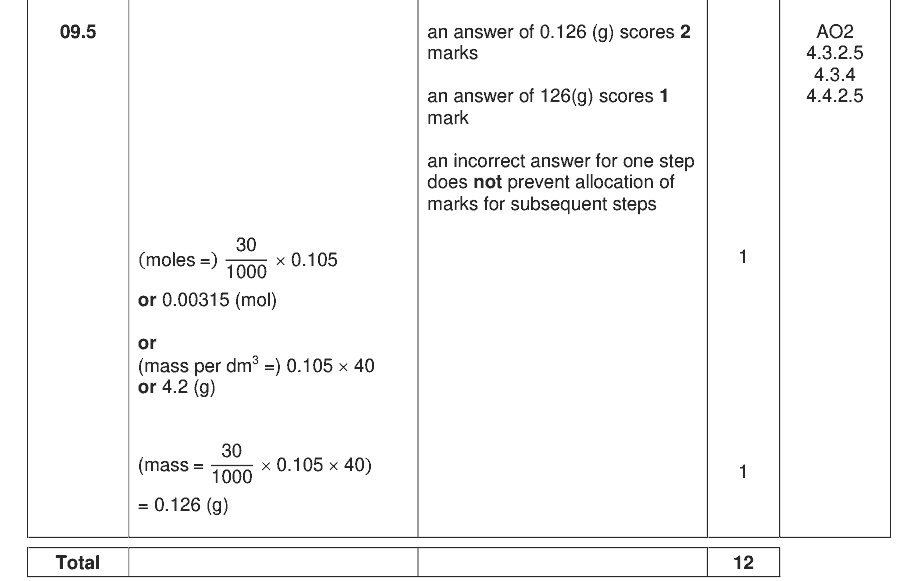 09.5
an answer of 0.126 (g) scores 2
marks
an answer of 126(g) scores 1
mark
an incorrect answer for one step
does not prevent allocation of
marks for subsequent steps
AO2
4.3.2.5
4.3.4
4.4.2.5
(moles =) 30/1000 × 0.105
1
or 0.00315 (mol)
or
(mass per dm³ =) 0.105 × 40
or 4.2 (g)
(mass = 30/1000 × 0.105 × 40)
1
= 0.126 (g)
Total 12